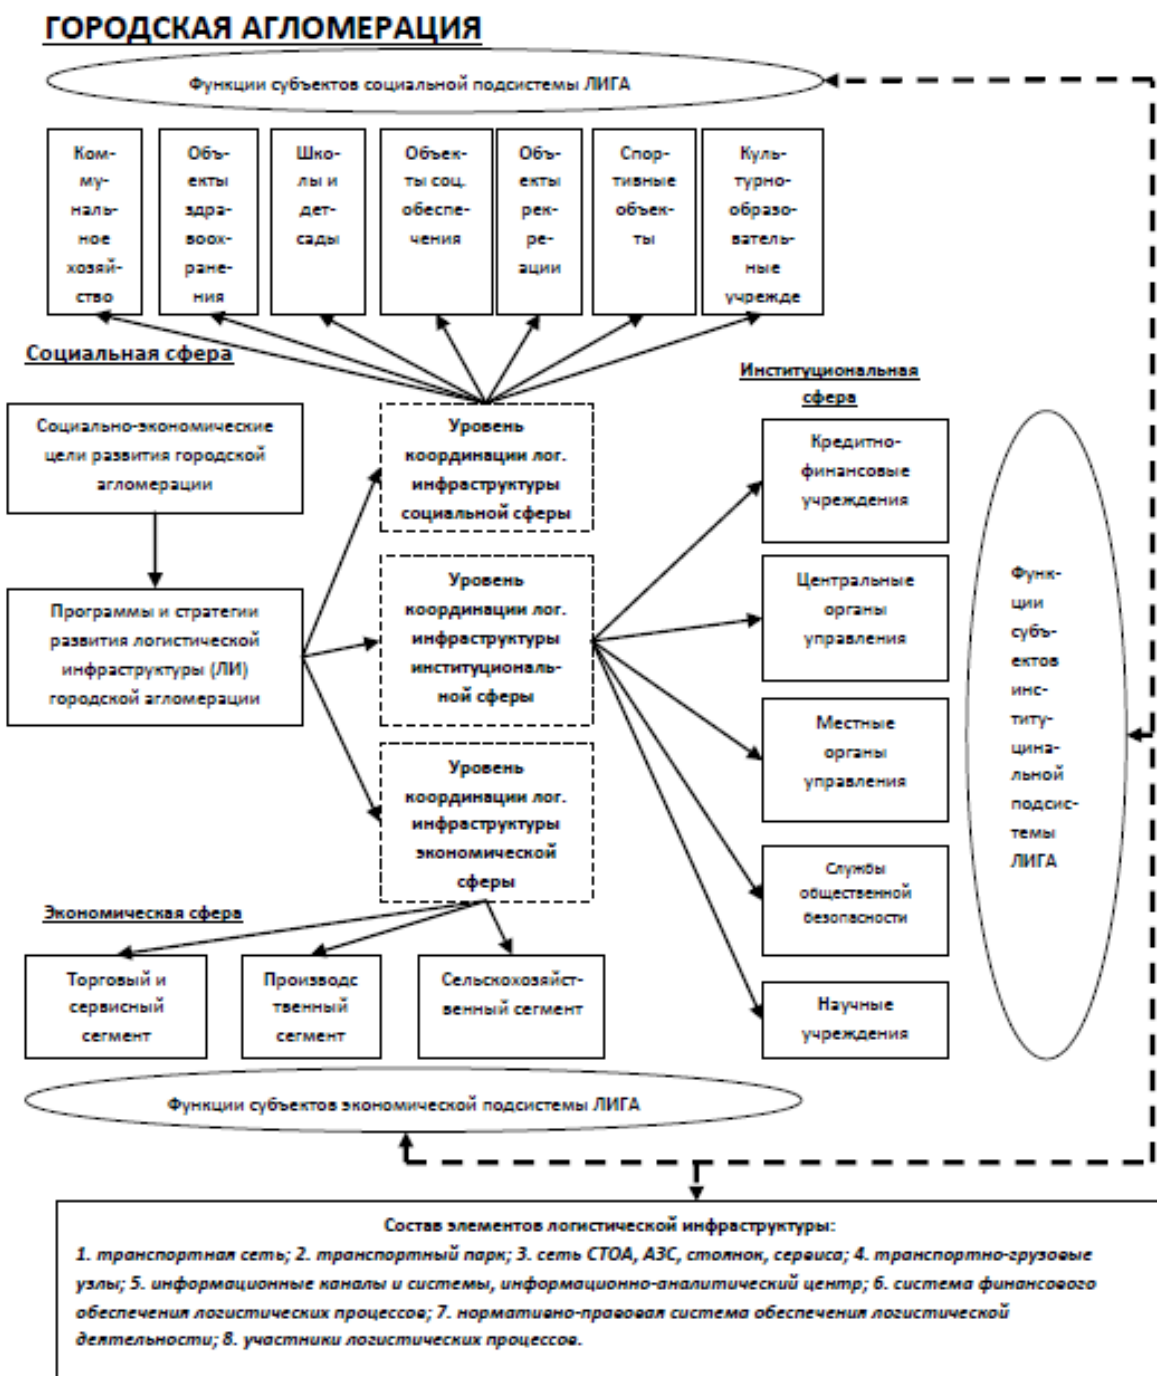 ГОРОДСКАЯ АГЛОМЕРАЦИЯ
Функции субъектов социальной подсистемы ЛИГА
Ком-
му-
наль-
ное
хозяй-
ство
Объ-
екты
здра-
воох-
ране-
ния
Шко-
лы и
дет-
сады
Объек-
ты соц.
обеспе-
чения
Объ-
екты
рек-
ре-
ации
Спор-
тивные
объек-
ты
Куль-
турно-
образо-
ватель-
ные
учрежде
Социальная сфера
Институциональная
сфера
Социально-экономические
цели развития городской
агломерации
Программы и стратегии
развития логистической
инфраструктуры (ЛИ)
городской агломерации
Уровень
координации лог.
инфраструктуры
социальной сферы
Уровень
координации лог.
инфраструктуры
институциональ-
ной сферы
Уровень
координации лог.
инфраструктуры
экономической
сферы
Кредитно-
финансовые
учреждения
Центральные
органы
управления
Местные
органы
управления
Службы
общественной
безопасности
Научные
учреждения
Функ-
ции
субъ-
ектов
инс-
титу-
цина-
льной
подсис-
темы
ЛИГА
Экономическая сфера
Торговый и
сервисный
сегмент
Производс
твенный
сегмент
Сельскохозяйст-
венный сегмент
Функции субъектов экономической подсистемы ЛИГА
Состав элементов логистической инфраструктуры:
1. транспортная сеть; 2. транспортный парк; 3. сеть СТОА, АЗС, стоянок, сервиса; 4. транспортно-грузовые
узлы; 5. информационные каналы и системы, информационно-аналитический центр; 6. система финансового
обеспечения логистических процессов; 7. нормативно-правовая система обеспечения логистической
деятельности; 8. участники логистических процессов.